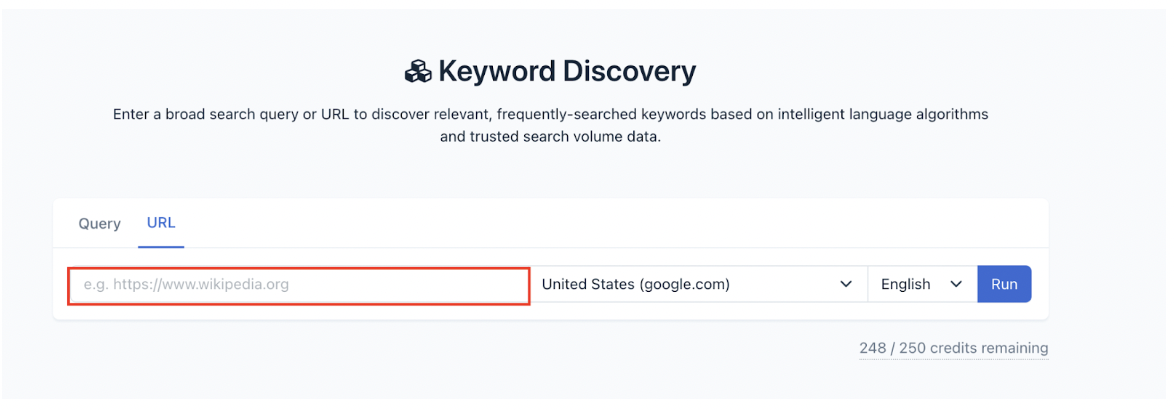 Keyword Discovery
Enter a broad search query or URL to discover relevant, frequently-searched keywords based on intelligent language algorithms
and trusted search volume data.
Query URL
e.g. https://www.wikipedia.org United States (google.com) English Run
248 / 250 credits remaining